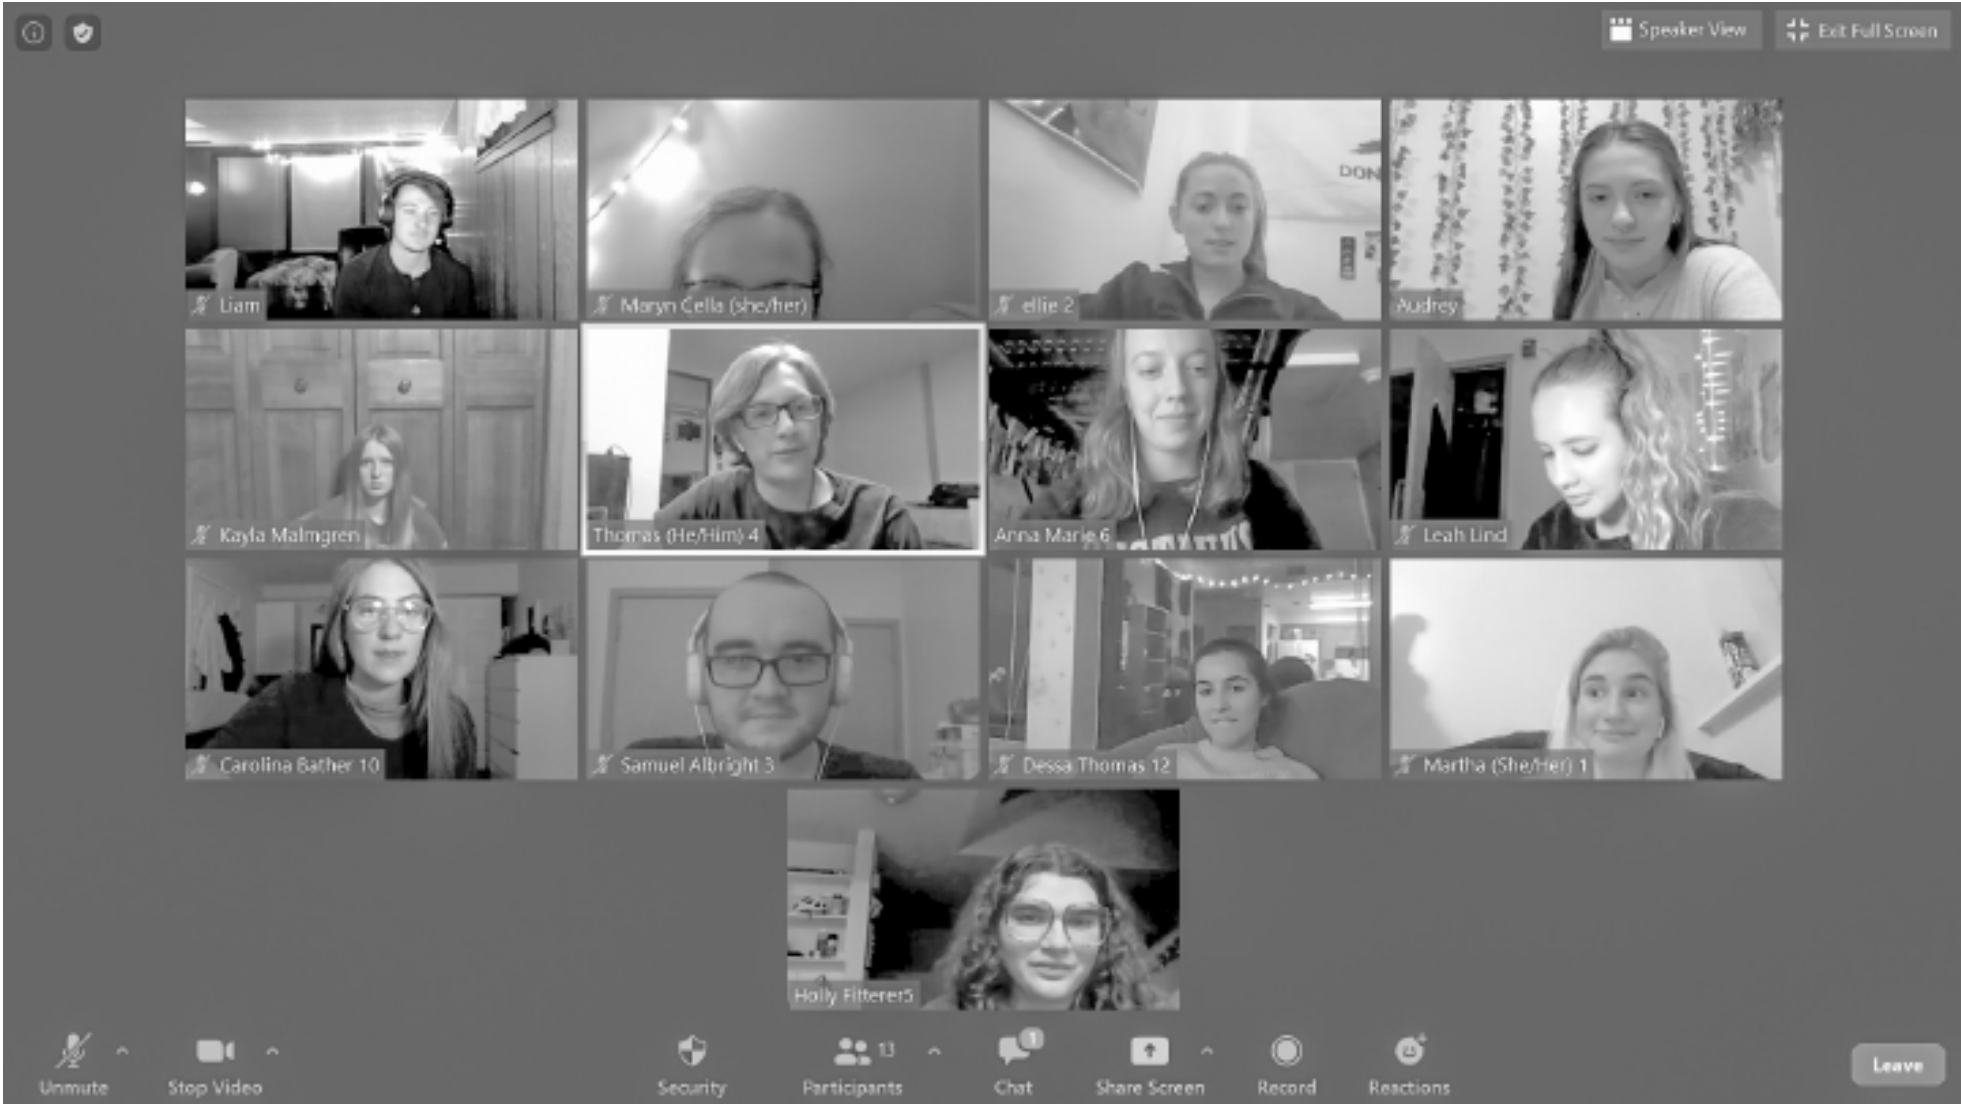 Speaker View
Exit Full Screen
DON
Liam
Maryn Cella (she/her)
ellie 2
Audrey
Kayla Malmgren
Thomas (He/Him) 4
Anna Marie 6
Leah Lind
Carolina Bather 10
Samuel Albright 3
Dessa Thomas 12
Martha (She/Her) 1
Holly Fitterer5
Unmute
Stop Video
Security
13
Participants
1
Chat
Share Screen
Record
Reactions
Leave